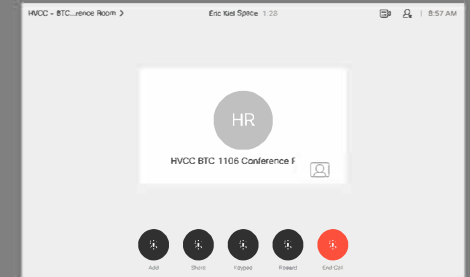 HVCC - BTC...rence Room >
Eric Kiel Space 1:28
8:57 AM
HR
HVCC BTC 1106 Conference F
Add
Share
Keypad
Record
End Call